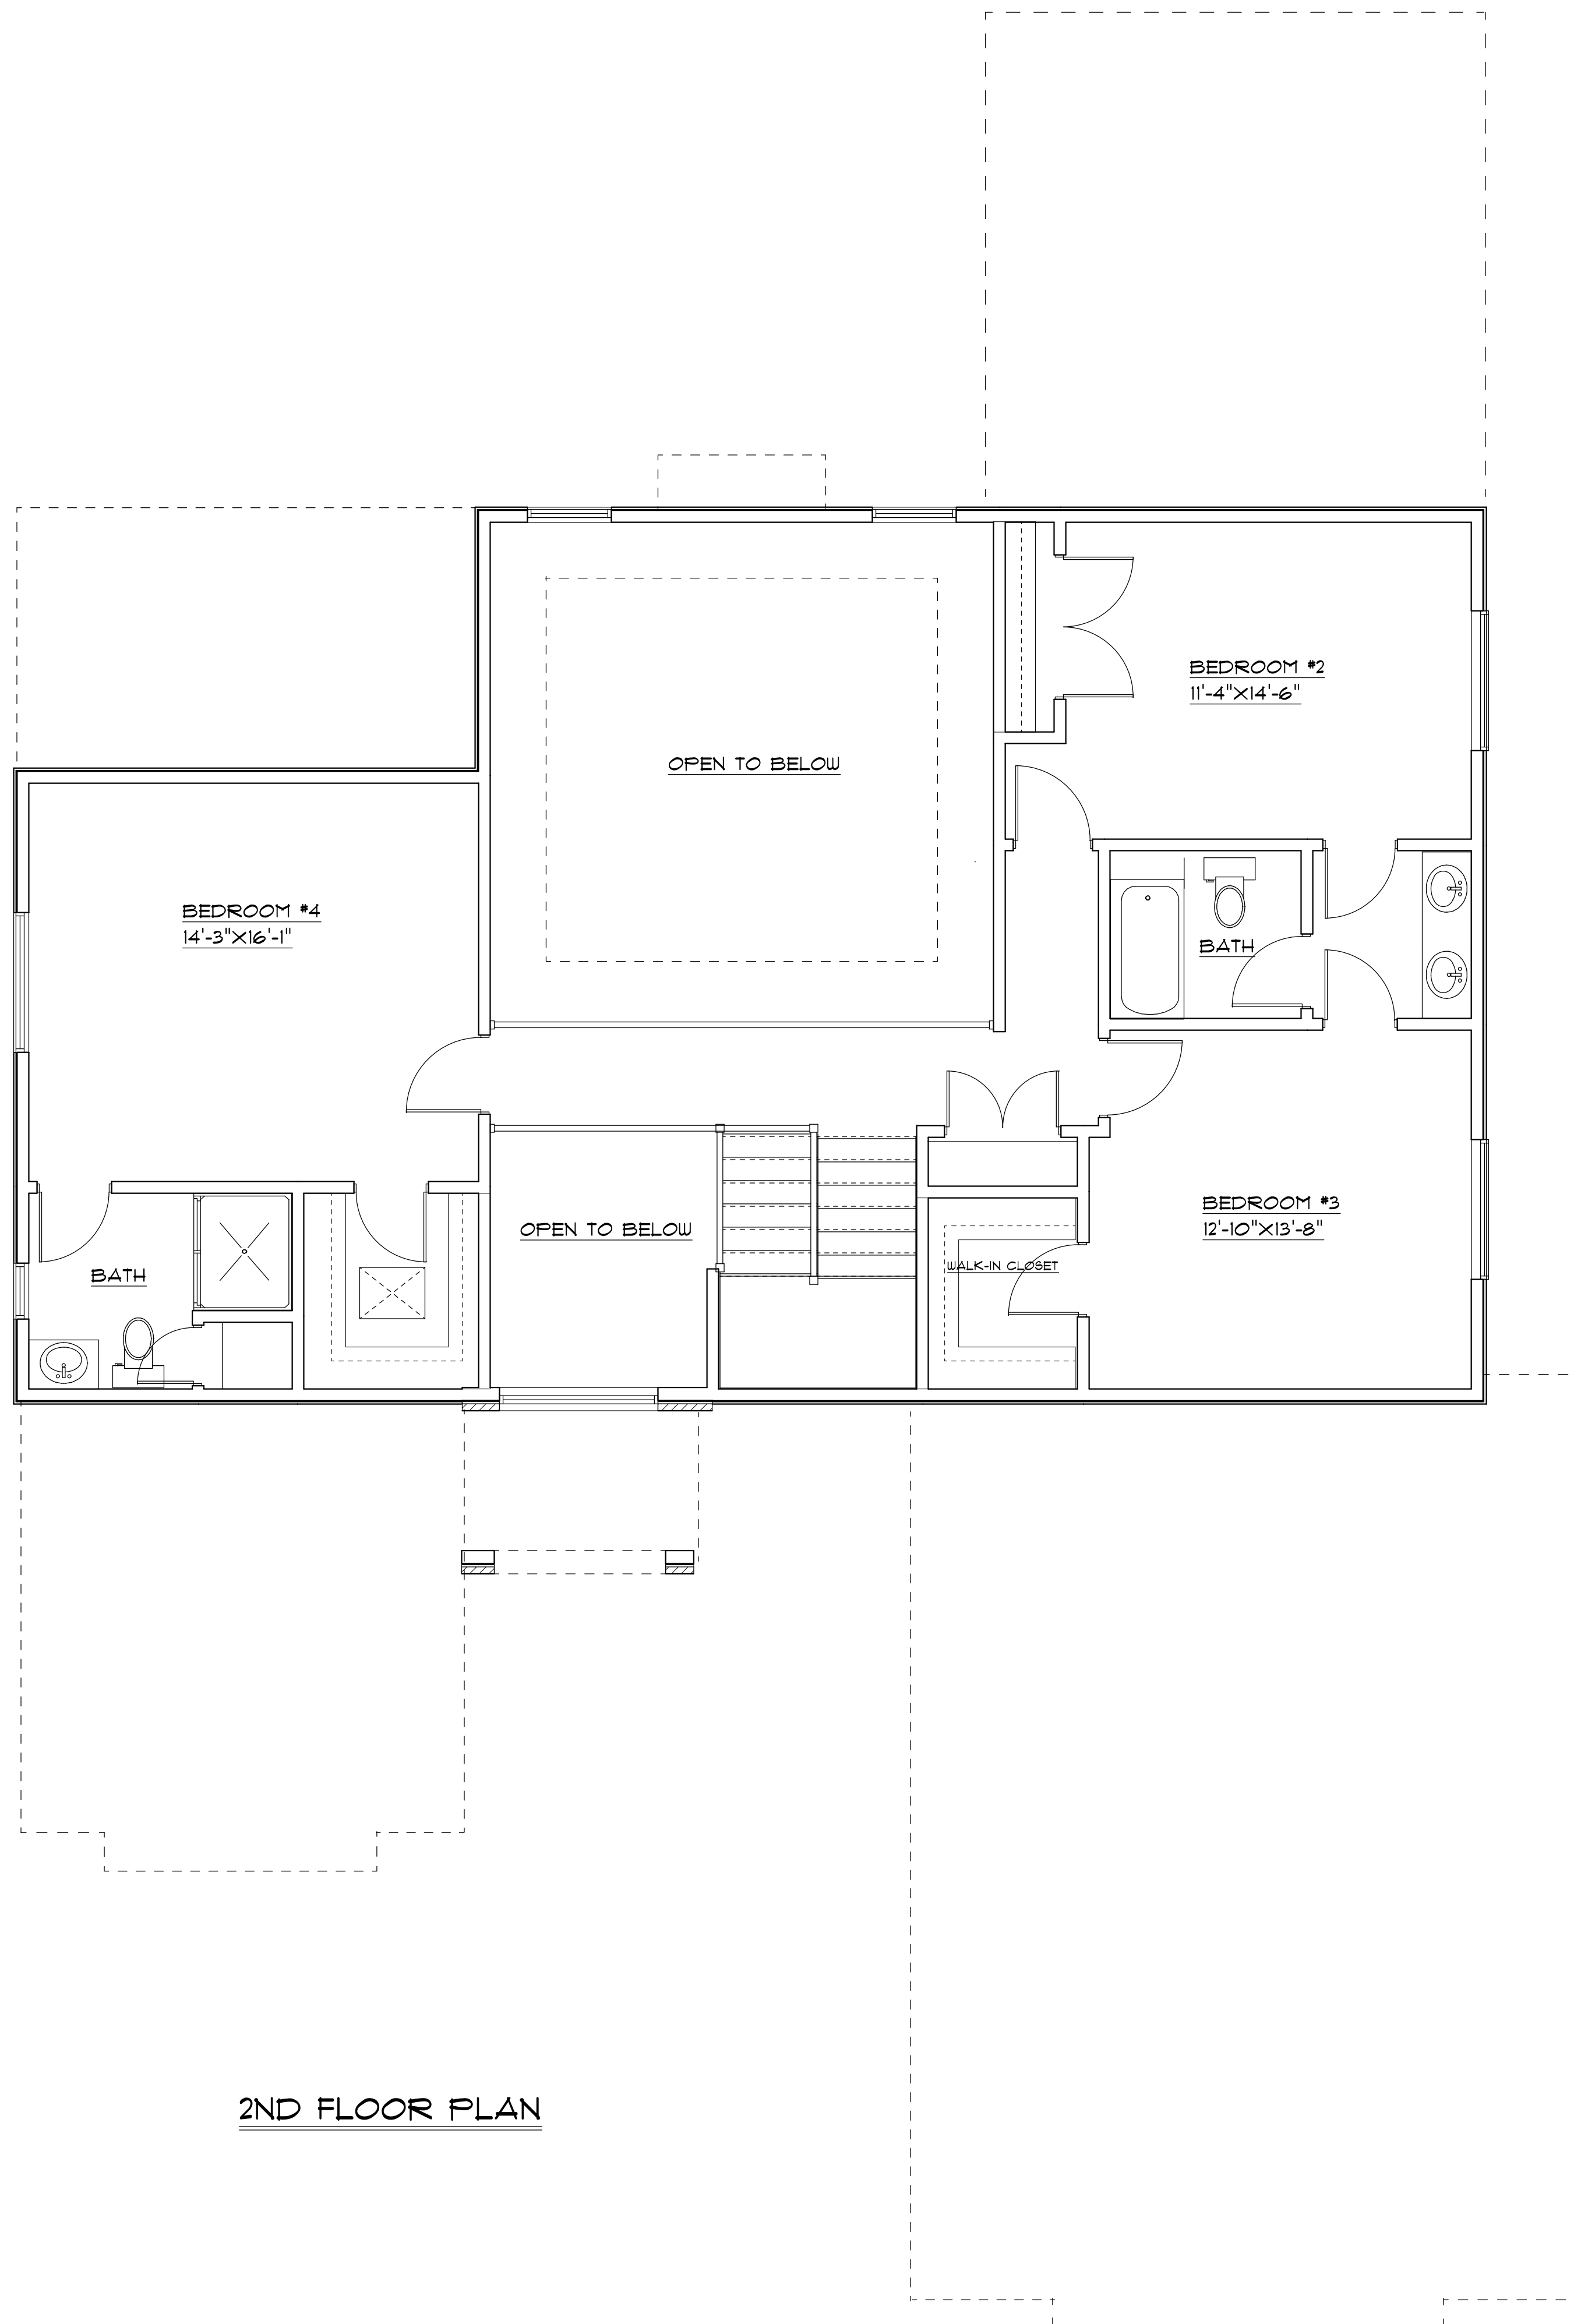 BEDROOM #2
11'-4"X14'-6"
OPEN TO BELOW
BEDROOM #4
14'-3"X16'-1"
BATH
BEDROOM #3
12'-10"X13'-8"
OPEN TO BELOW
WALK-IN CLOSET
BATH
2ND FLOOR PLAN